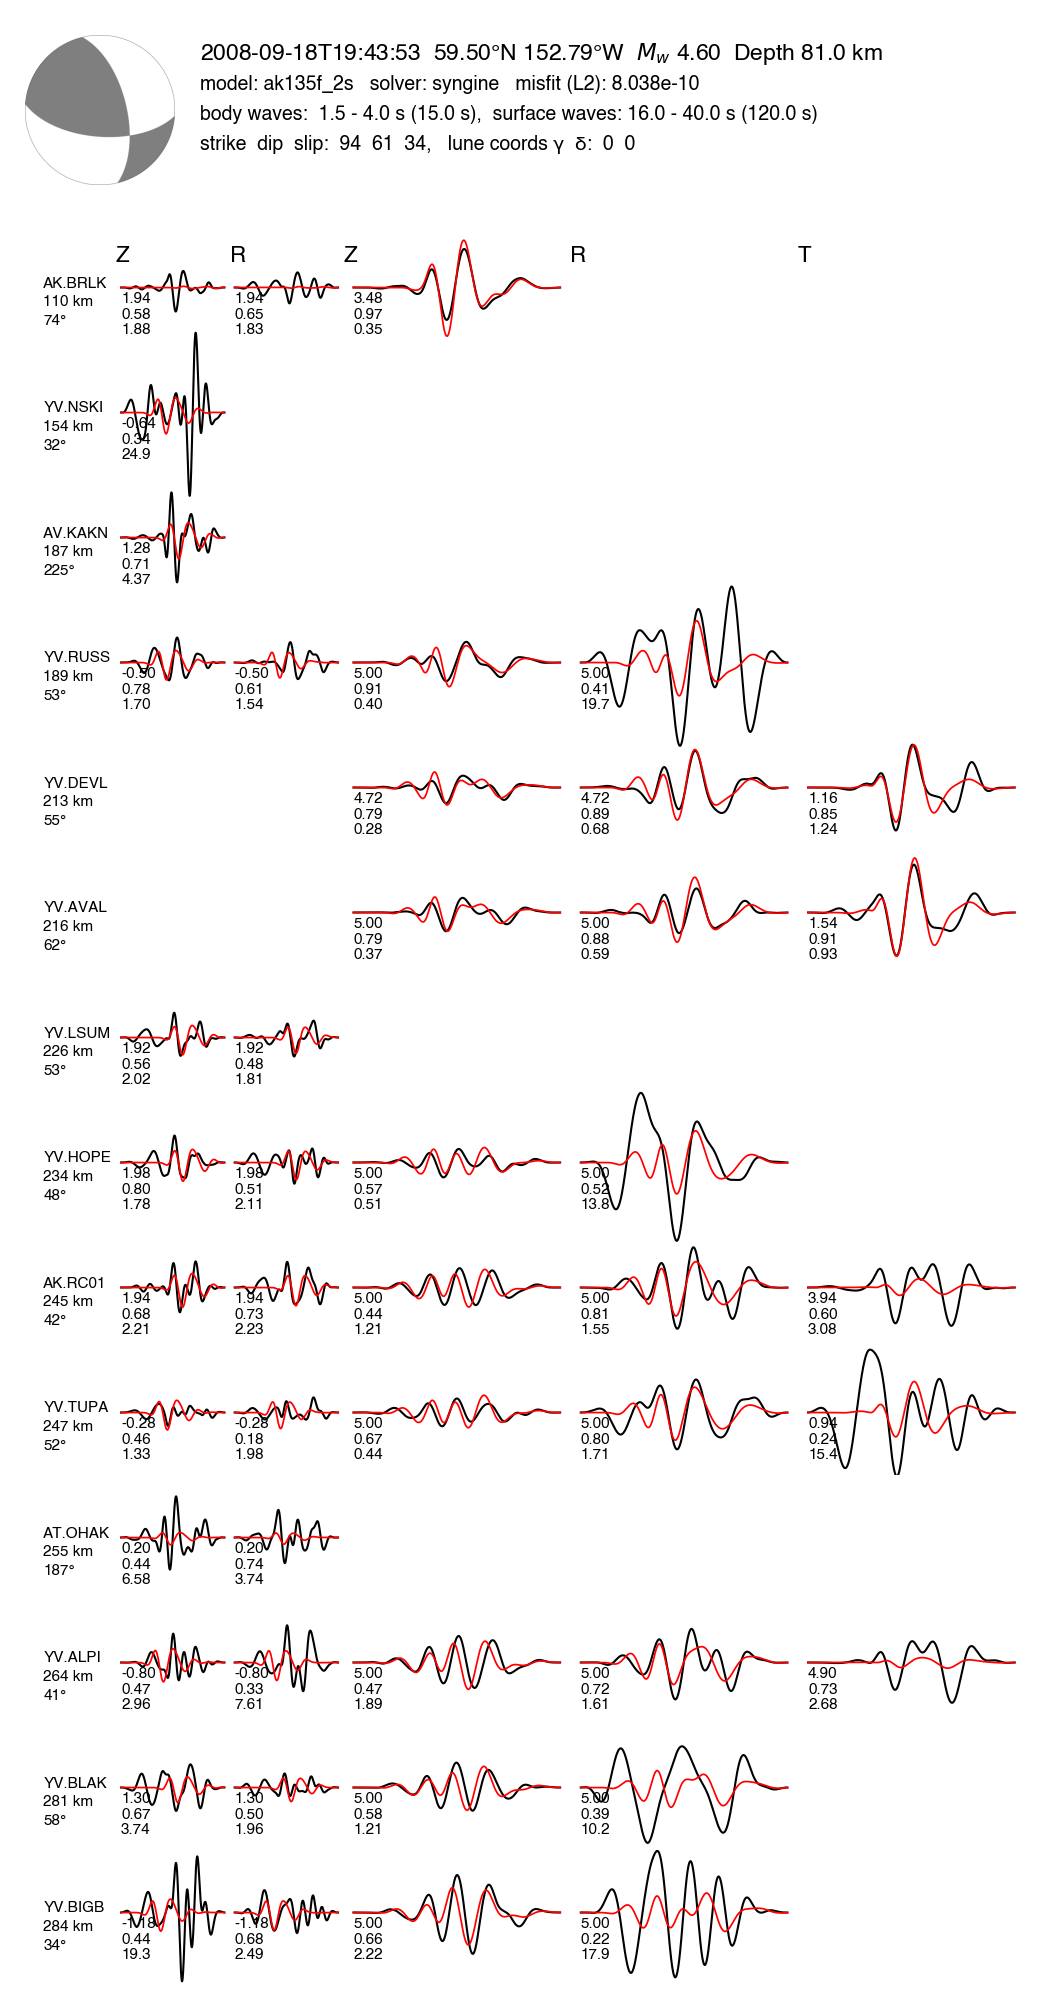 2008-09-18T19:43:53  59.50°N 152.79°W  Mw 4.60  Depth 81.0 km
model: ak135f_2s   solver: syngine   misfit (L2): 8.038e-10
body waves:  1.5 - 4.0 s (15.0 s),  surface waves: 16.0 - 40.0 s (120.0 s)
strike  dip  slip:  94  61  34,   lune coords γ  δ:  0  0
Z R Z R T
AK.BRLK
110 km
74°
1.94 1.94 3.48
0.58 0.65 0.97
1.88 1.83 0.35
YV.NSKI
154 km
32°
-0.64
0.34
24.9
AV.KAKN
187 km
225°
1.28
0.71
4.37
YV.RUSS
189 km
53°
-0.50 -0.50 5.00 5.00
0.78 0.61 0.91 0.41
1.70 1.54 0.40 19.7
YV.DEVL
213 km
55°
4.72 4.72 1.16
0.79 0.89 0.85
0.28 0.68 1.24
YV.AVAL
216 km
62°
5.00 5.00 1.54
0.79 0.88 0.91
0.37 0.59 0.93
YV.LSUM
226 km
53°
1.92 1.92
0.56 0.48
2.02 1.81
YV.HOPE
234 km
48°
1.98 1.98 5.00 5.00
0.80 0.51 0.57 0.52
1.78 2.11 0.51 13.8
AK.RC01
245 km
42°
1.94 1.94 5.00 5.00 3.94
0.68 0.73 0.44 0.81 0.60
2.21 2.23 1.21 1.55 3.08
YV.TUPA
247 km
52°
-0.28 -0.28 5.00 5.00 0.94
0.46 0.18 0.67 0.80 0.24
1.33 1.98 0.44 1.71 15.4
AT.OHAK
255 km
187°
0.20 0.20
0.44 0.74
6.58 3.74
YV.ALPI
264 km
41°
-0.80 -0.80 5.00 5.00 4.90
0.47 0.33 0.47 0.72 0.73
2.96 7.61 1.89 1.61 2.68
YV.BLAK
281 km
58°
1.30 1.30 5.00 5.00
0.67 0.50 0.58 0.39
3.74 1.96 1.21 10.2
YV.BIGB
284 km
34°
-1.18 -1.18 5.00 5.00
0.44 0.68 0.66 0.22
19.3 2.49 2.22 17.9